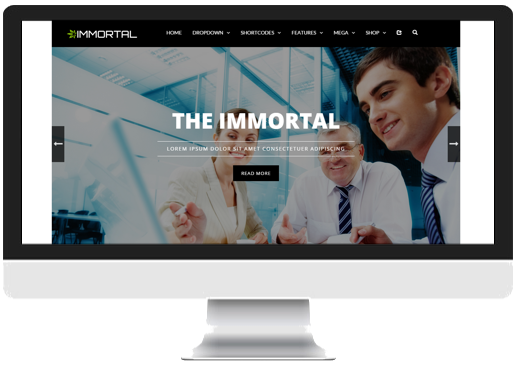 IMMORTAL
HOME DROPDOWN SHORTCODES FEATURES MEGA SHOP
THE IMMORTAL
LOREM IPSUM DOLOR SIT AMET CONSECTETUER ADIPISCING
READ MORE